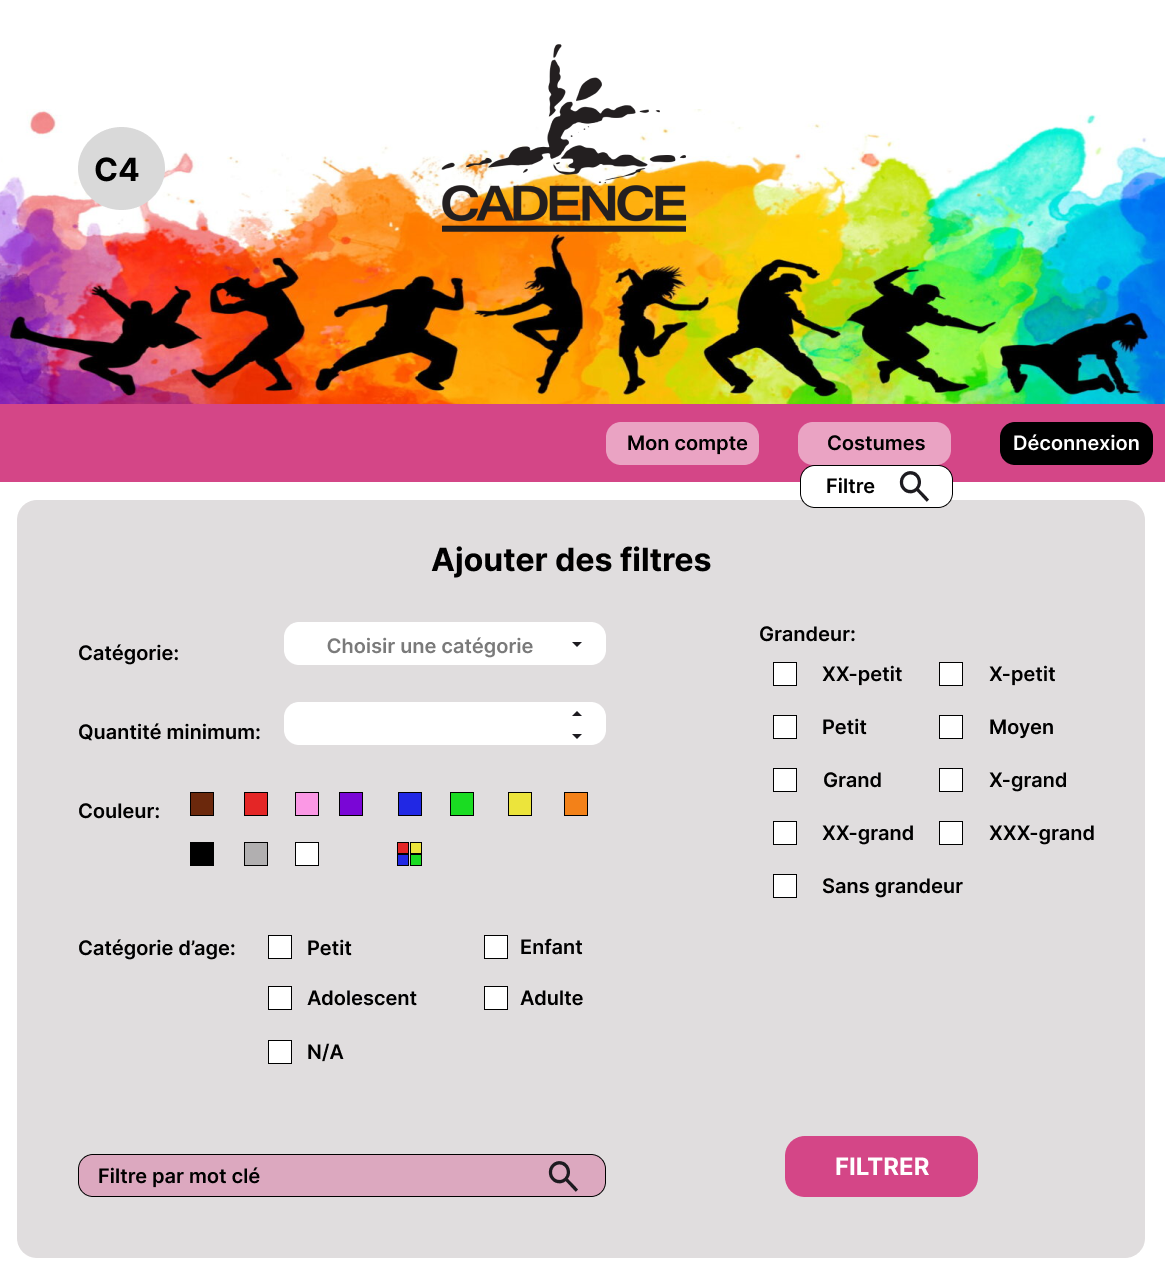 C4
CADENCE
Mon compte
Costumes
Déconnexion
Filtre
Ajouter des filtres
Catégorie:
Choisir une catégorie
Quantité minimum:
Couleur:
Catégorie d’age:
Petit
Enfant
Adolescent
Adulte
N/A
Grandeur:
XX-petit
X-petit
Petit
Moyen
Grand
X-grand
XX-grand
XXX-grand
Sans grandeur
Filtre par mot clé
FILTRER